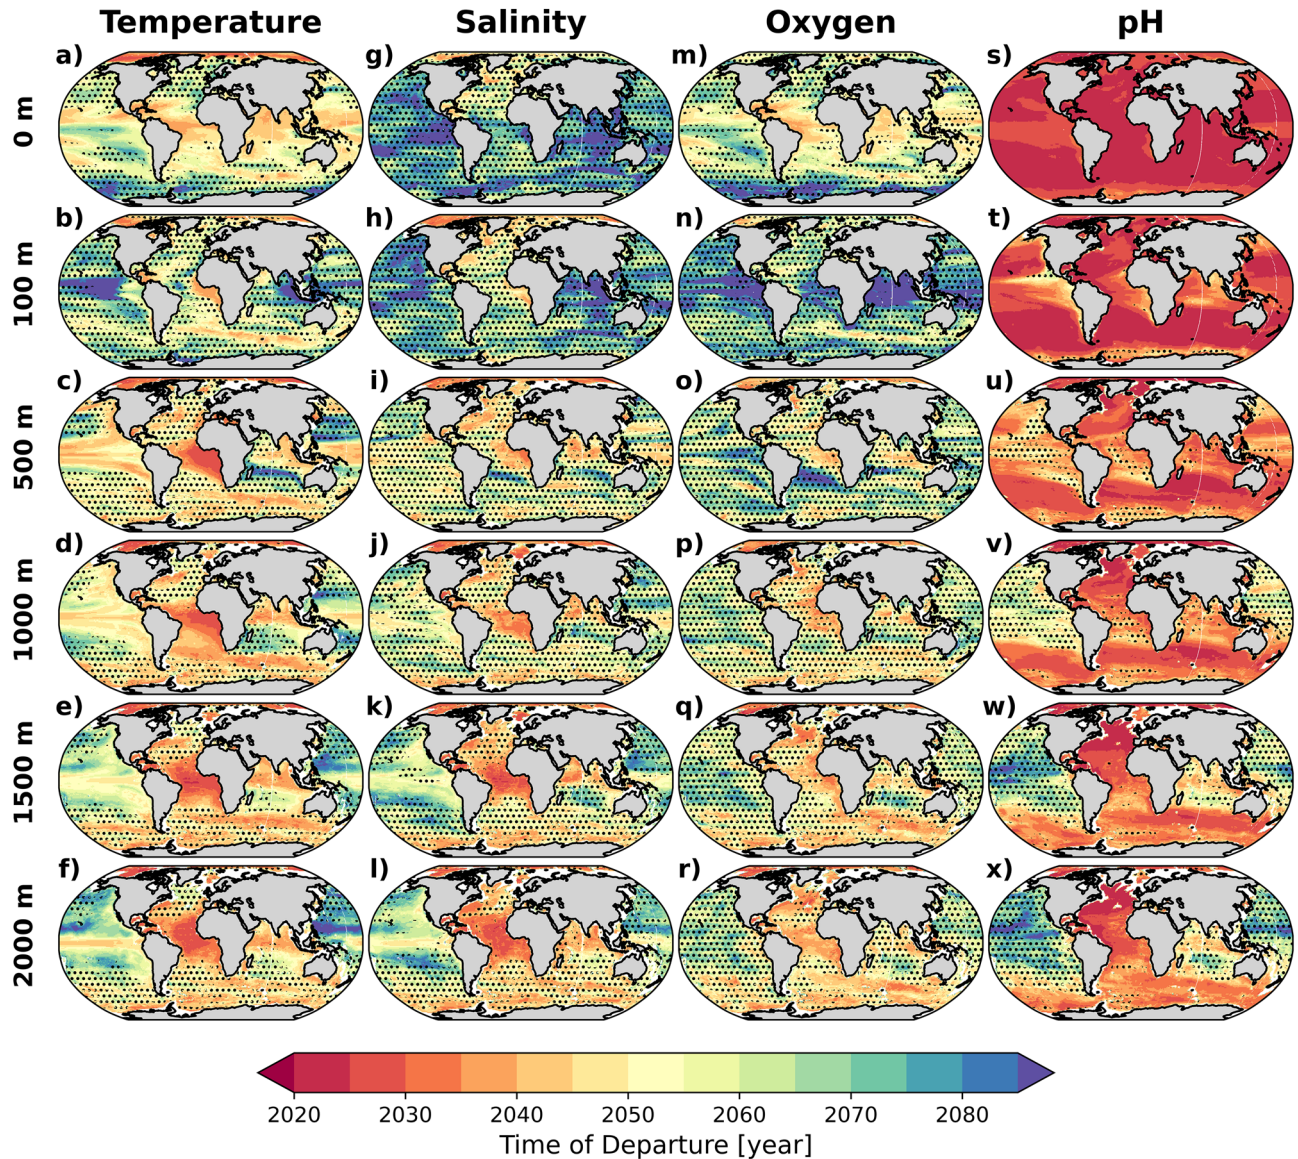 Temperature Salinity Oxygen pH
a) g) m) s)
0 m
b) h) n) t)
100 m
c) i) o) u)
500 m
d) j) p) v)
1000 m
e) k) q) w)
1500 m
f) l) r) x)
2000 m
2020 2030 2040 2050 2060 2070 2080
Time of Departure [year]